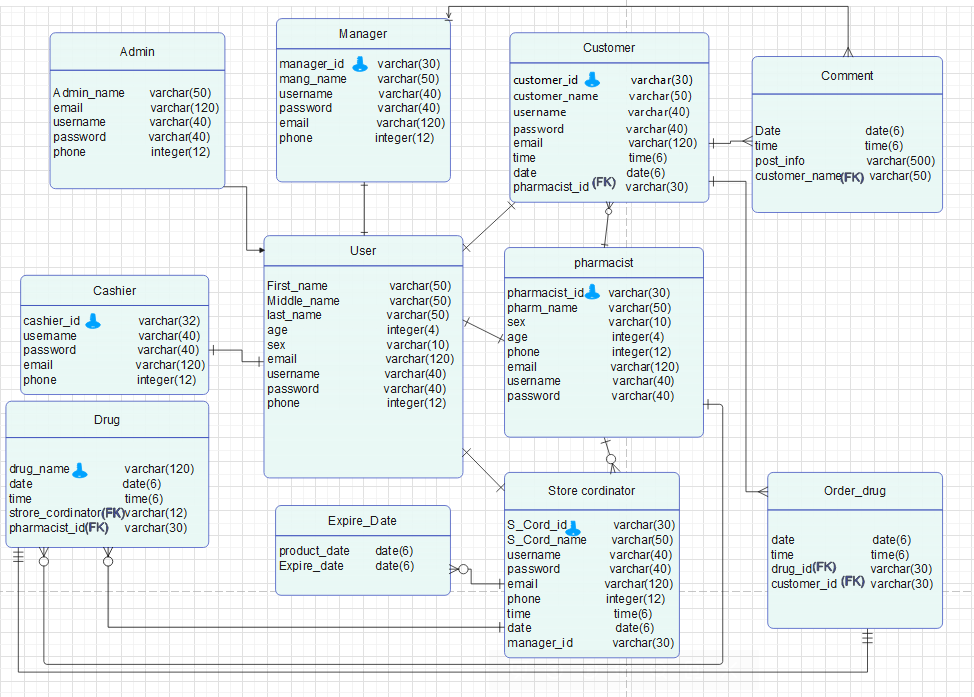 Admin
Admin_name varchar(50)
email varchar(120)
username varchar(40)
password varchar(40)
phone integer(12)
Manager
manager_id varchar(30)
mang_name varchar(50)
username varchar(40)
password varchar(40)
email varchar(120)
phone integer(12)
Customer
customer_id varchar(30)
customer_name varchar(50)
username varchar(40)
password varchar(40)
email varchar(120)
time time(6)
date date(6)
pharmacist_id (FK) varchar(30)
Comment
Date date(6)
time time(6)
post_info varchar(500)
customer_name(FK) varchar(50)
User
First_name varchar(50)
Middle_name varchar(50)
last_name varchar(50)
age integer(4)
sex varchar(10)
email varchar(120)
username varchar(40)
password varchar(40)
phone integer(12)
pharmacist
pharmacist_id varchar(30)
pharm_name varchar(50)
sex varchar(10)
age integer(4)
phone integer(12)
email varchar(120)
username varchar(40)
password varchar(40)
Cashier
cashier_id varchar(32)
username varchar(40)
password varchar(40)
email varchar(120)
phone integer(12)
Drug
drug_name varchar(120)
date date(6)
time time(6)
strore_cordinator(FK) varchar(12)
pharmacist_id(FK) varchar(30)
Expire_Date
product_date date(6)
Expire_date date(6)
Store cordinator
S_Cord_id varchar(30)
S_Cord_name varchar(50)
username varchar(40)
password varchar(40)
email varchar(120)
phone integer(12)
time time(6)
date date(6)
manager_id varchar(30)
Order_drug
date date(6)
time time(6)
drug_id(FK) varchar(30)
customer_id (FK) varchar(30)